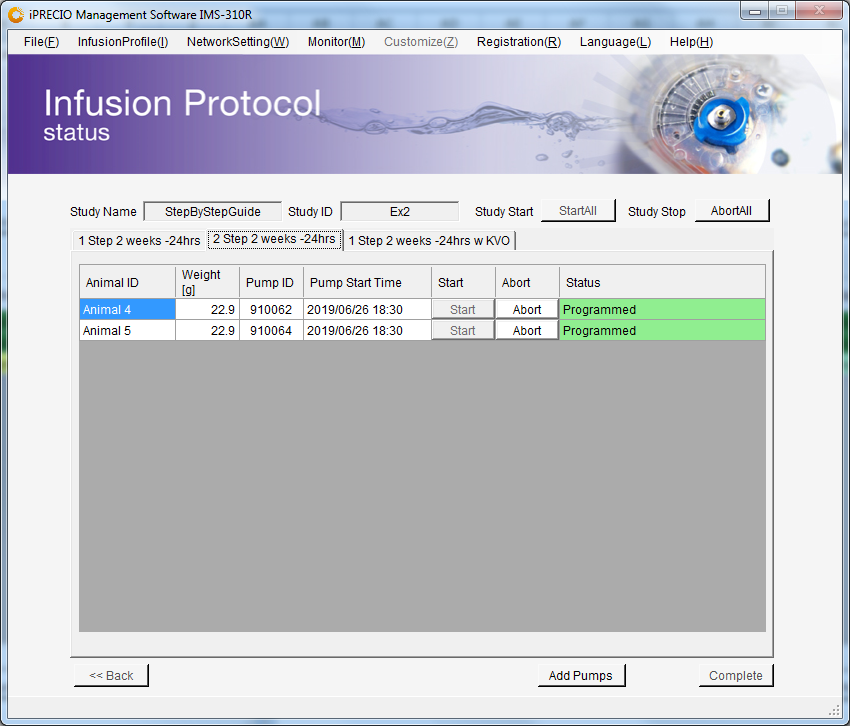 iPRECIO Management Software IMS-310R
File(F) InfusionProfile(I) NetworkSetting(W) Monitor(M) Customize(Z) Registration(R) Language(L) Help(H)
Infusion Protocol
status
Study Name StepByStepGuide Study ID Ex2 Study Start StartAll Study Stop AbortAll
1 Step 2 weeks -24hrs 2 Step 2 weeks -24hrs 1 Step 2 weeks -24hrs w KVO
Animal ID Weight [g] Pump ID Pump Start Time Start Abort Status
Animal 4 22.9 910062 2019/06/26 18:30 Start Abort Programmed
Animal 5 22.9 910064 2019/06/26 18:30 Start Abort Programmed
<< Back Add Pumps Complete